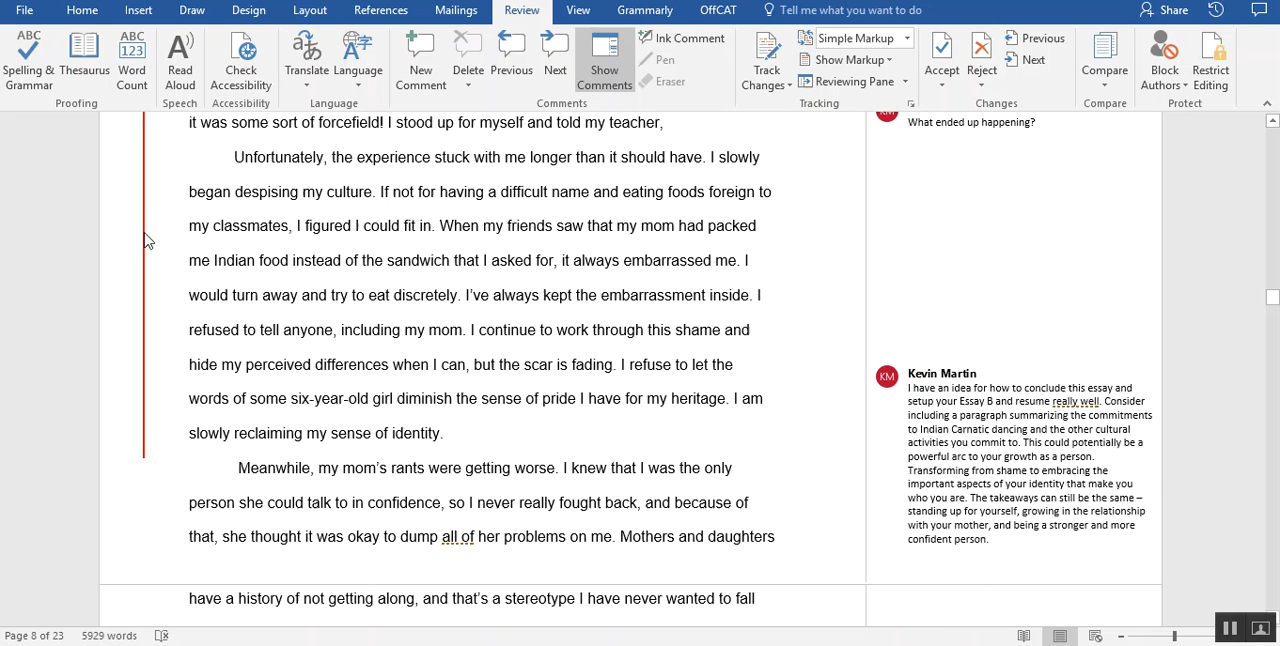 File Home Insert Draw Design Layout References Mailings Review View Grammarly OffCAT Tell me what you want to do Share
ABC ABC 123 A Ink Comment Simple Markup Previous
Spelling & Grammar Thesaurus Word Count Read Aloud Check Accessibility Translate Language New Comment Delete Previous Next Show Comments Pen Track Changes Show Markup Accept Reject Next Compare Block Authors Restrict Editing
Eraser Reviewing Pane
Proofing Speech Accessibility Language Comments Tracking Changes Compare Protect
it was some sort of forcefield! I stood up for myself and told my teacher,
Unfortunately, the experience stuck with me longer than it should have. I slowly
began despising my culture. If not for having a difficult name and eating foods foreign to
my classmates, I figured I could fit in. When my friends saw that my mom had packed
me Indian food instead of the sandwich that I asked for, it always embarrassed me. I
would turn away and try to eat discretely. I’ve always kept the embarrassment inside. I
refused to tell anyone, including my mom. I continue to work through this shame and
hide my perceived differences when I can, but the scar is fading. I refuse to let the
words of some six-year-old girl diminish the sense of pride I have for my heritage. I am
slowly reclaiming my sense of identity.
Meanwhile, my mom’s rants were getting worse. I knew that I was the only
person she could talk to in confidence, so I never really fought back, and because of
that, she thought it was okay to dump all of her problems on me. Mothers and daughters
have a history of not getting along, and that’s a stereotype I have never wanted to fall
What ended up happening?
KM Kevin Martin
I have an idea for how to conclude this essay and
setup your Essay B and resume really well. Consider
including a paragraph summarizing the commitments
to Indian Carnatic dancing and the other cultural
activities you commit to. This could potentially be a
powerful arc to your growth as a person.
Transforming from shame to embracing the
important aspects of your identity that make you
who you are. The takeaways can still be the same –
standing up for yourself, growing in the relationship
with your mother, and being a stronger and more
confident person.
Page 8 of 23 5929 words